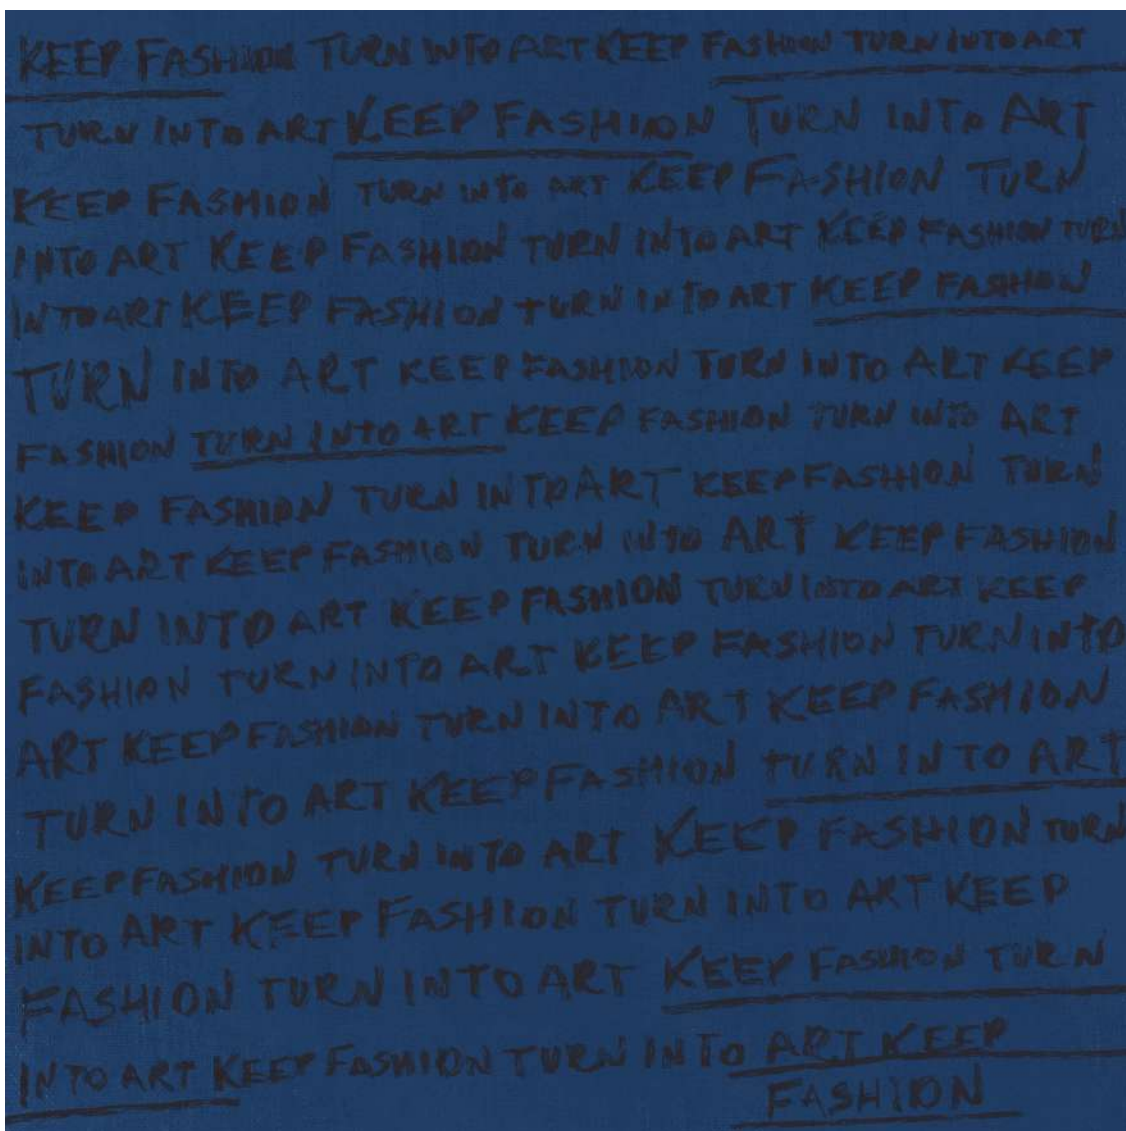 KEEP FASHION TURN INTO ART KEEP FASHION TURN INTO ART
TURN INTO ART KEEP FASHION TURN INTO ART
KEEP FASHION TURN INTO ART KEEP FASHION TURN
INTO ART KEEP FASHION TURN INTO ART KEEP FASHION TURN
INTO ART KEEP FASHION TURN INTO ART KEEP FASHION
TURN INTO ART KEEP FASHION TURN INTO ART KEEP
FASHION TURN INTO ART KEEP FASHION TURN INTO ART
KEEP FASHION TURN INTO ART KEEP FASHION TURN
INTO ART KEEP FASHION TURN INTO ART KEEP FASHION
TURN INTO ART KEEP FASHION TURN INTO ART KEEP
FASHION TURN INTO ART KEEP FASHION TURN INTO
ART KEEP FASHION TURN INTO ART KEEP FASHION
TURN INTO ART KEEP FASHION TURN INTO ART
KEEP FASHION TURN INTO ART KEEP FASHION TURN
INTO ART KEEP FASHION TURN INTO ART KEEP
FASHION TURN INTO ART KEEP FASHION TURN
INTO ART KEEP FASHION TURN INTO ART KEEP
FASHION